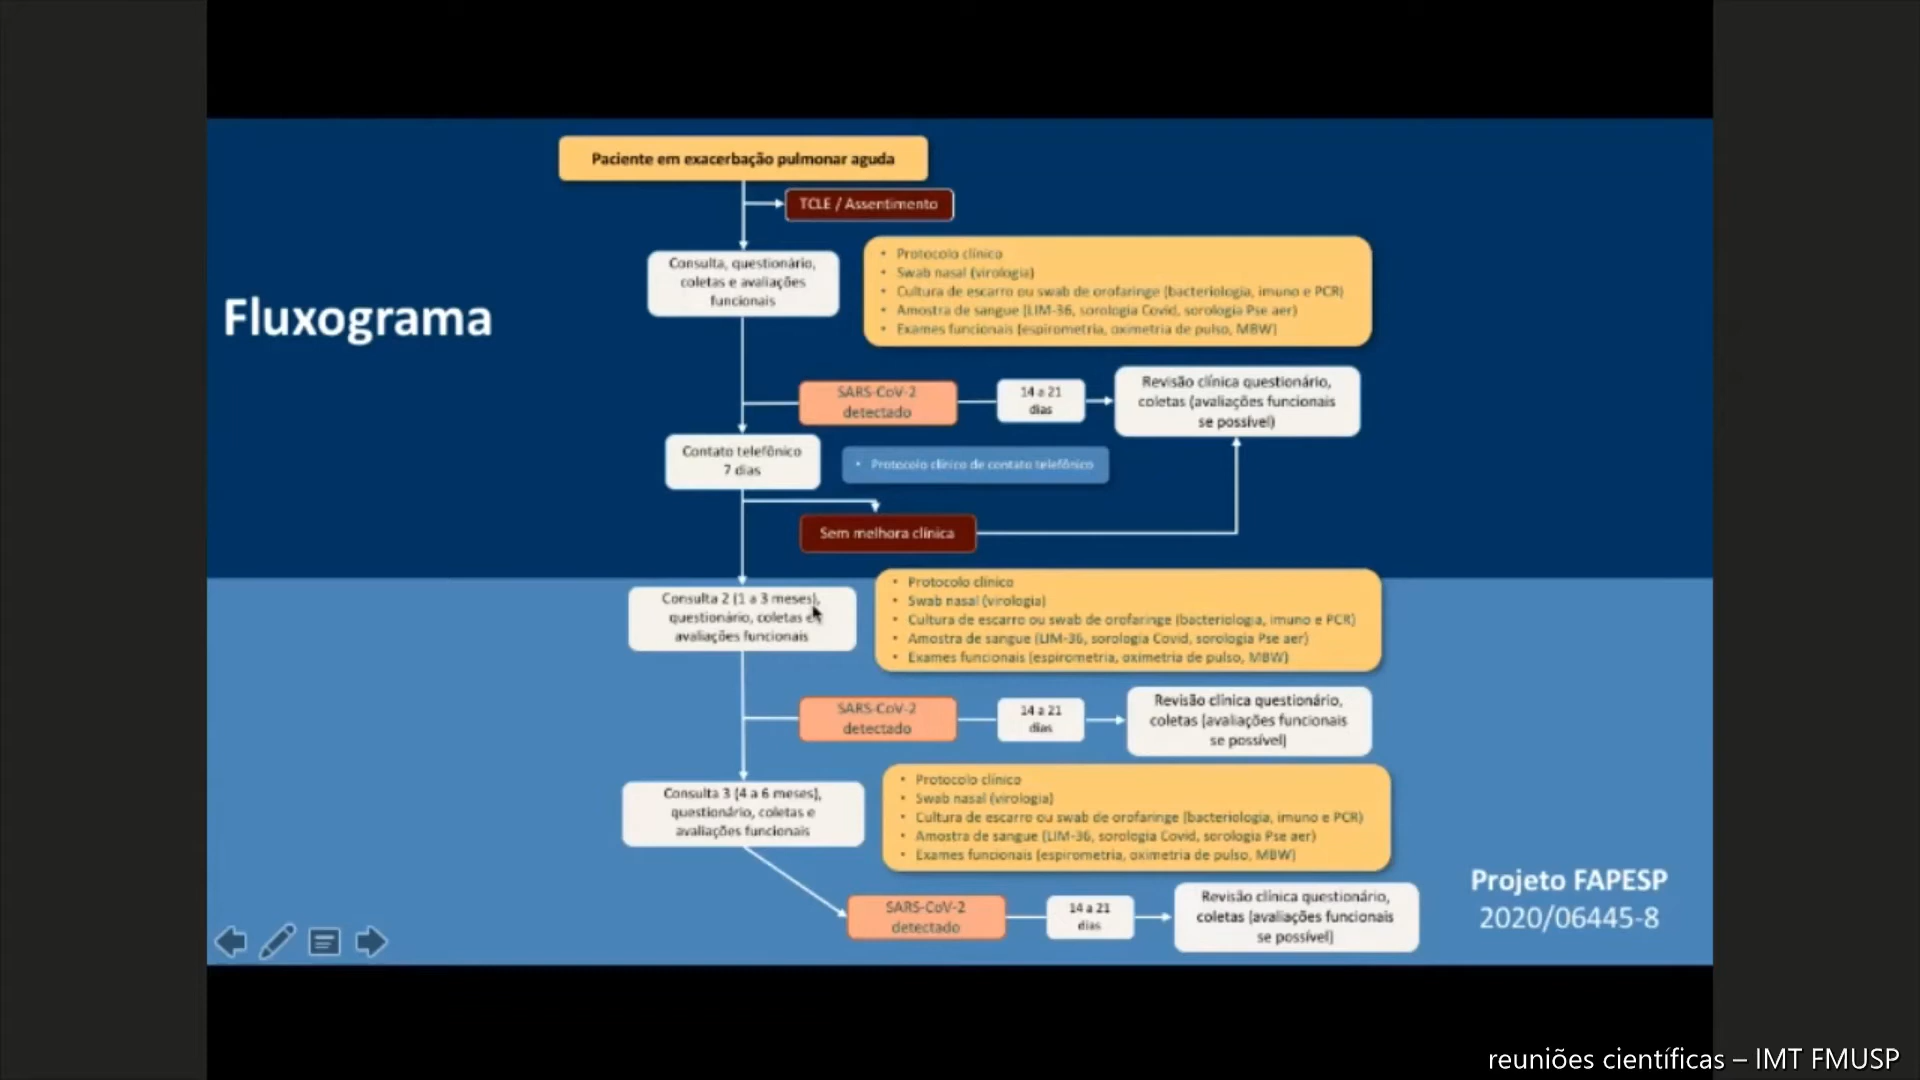 Paciente em exacerbação pulmonar aguda
TCLE / Assentimento
Consulta, questionário,
coletas e avaliações
funcionais
• Protocolo clínico
• Swab nasal (virologia)
• Cultura de escarro ou swab de orofaringe (bacteriologia, imuno e PCR)
• Amostra de sangue (LIM-36, sorologia Covid, sorologia Pse aer)
• Exames funcionais (espirometria, oximetria de pulso, MBW)
Fluxograma
SARS-CoV-2
detectado
14 a 21
dias
Revisão clínica questionário,
coletas (avaliações funcionais
se possível)
Contato telefônico
7 dias
• Protocolo clínico de contato telefônico
Sem melhora clínica
Consulta 2 (1 a 3 meses),
questionário, coletas e
avaliações funcionais
• Protocolo clínico
• Swab nasal (virologia)
• Cultura de escarro ou swab de orofaringe (bacteriologia, imuno e PCR)
• Amostra de sangue (LIM-36, sorologia Covid, sorologia Pse aer)
• Exames funcionais (espirometria, oximetria de pulso, MBW)
SARS-CoV-2
detectado
14 a 21
dias
Revisão clínica questionário,
coletas (avaliações funcionais
se possível)
Consulta 3 (4 a 6 meses),
questionário, coletas e
avaliações funcionais
• Protocolo clínico
• Swab nasal (virologia)
• Cultura de escarro ou swab de orofaringe (bacteriologia, imuno e PCR)
• Amostra de sangue (LIM-36, sorologia Covid, sorologia Pse aer)
• Exames funcionais (espirometria, oximetria de pulso, MBW)
SARS-CoV-2
detectado
14 a 21
dias
Revisão clínica questionário,
coletas (avaliações funcionais
se possível)
Projeto FAPESP
2020/06445-8
reuniões científicas – IMT FMUSP